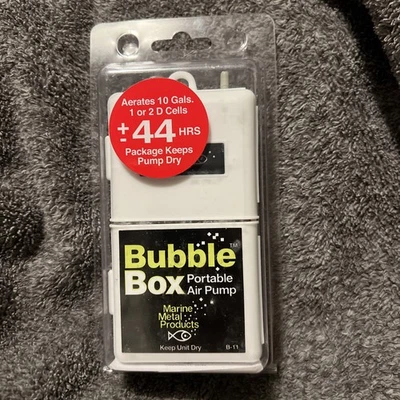 Aerates 10 Gals.
1 or 2 D Cells
± 44 HRS
Package Keeps
Pump Dry
Bubble™
Box Portable
Air Pump
Marine
Metal
Products
Keep Unit Dry B-11